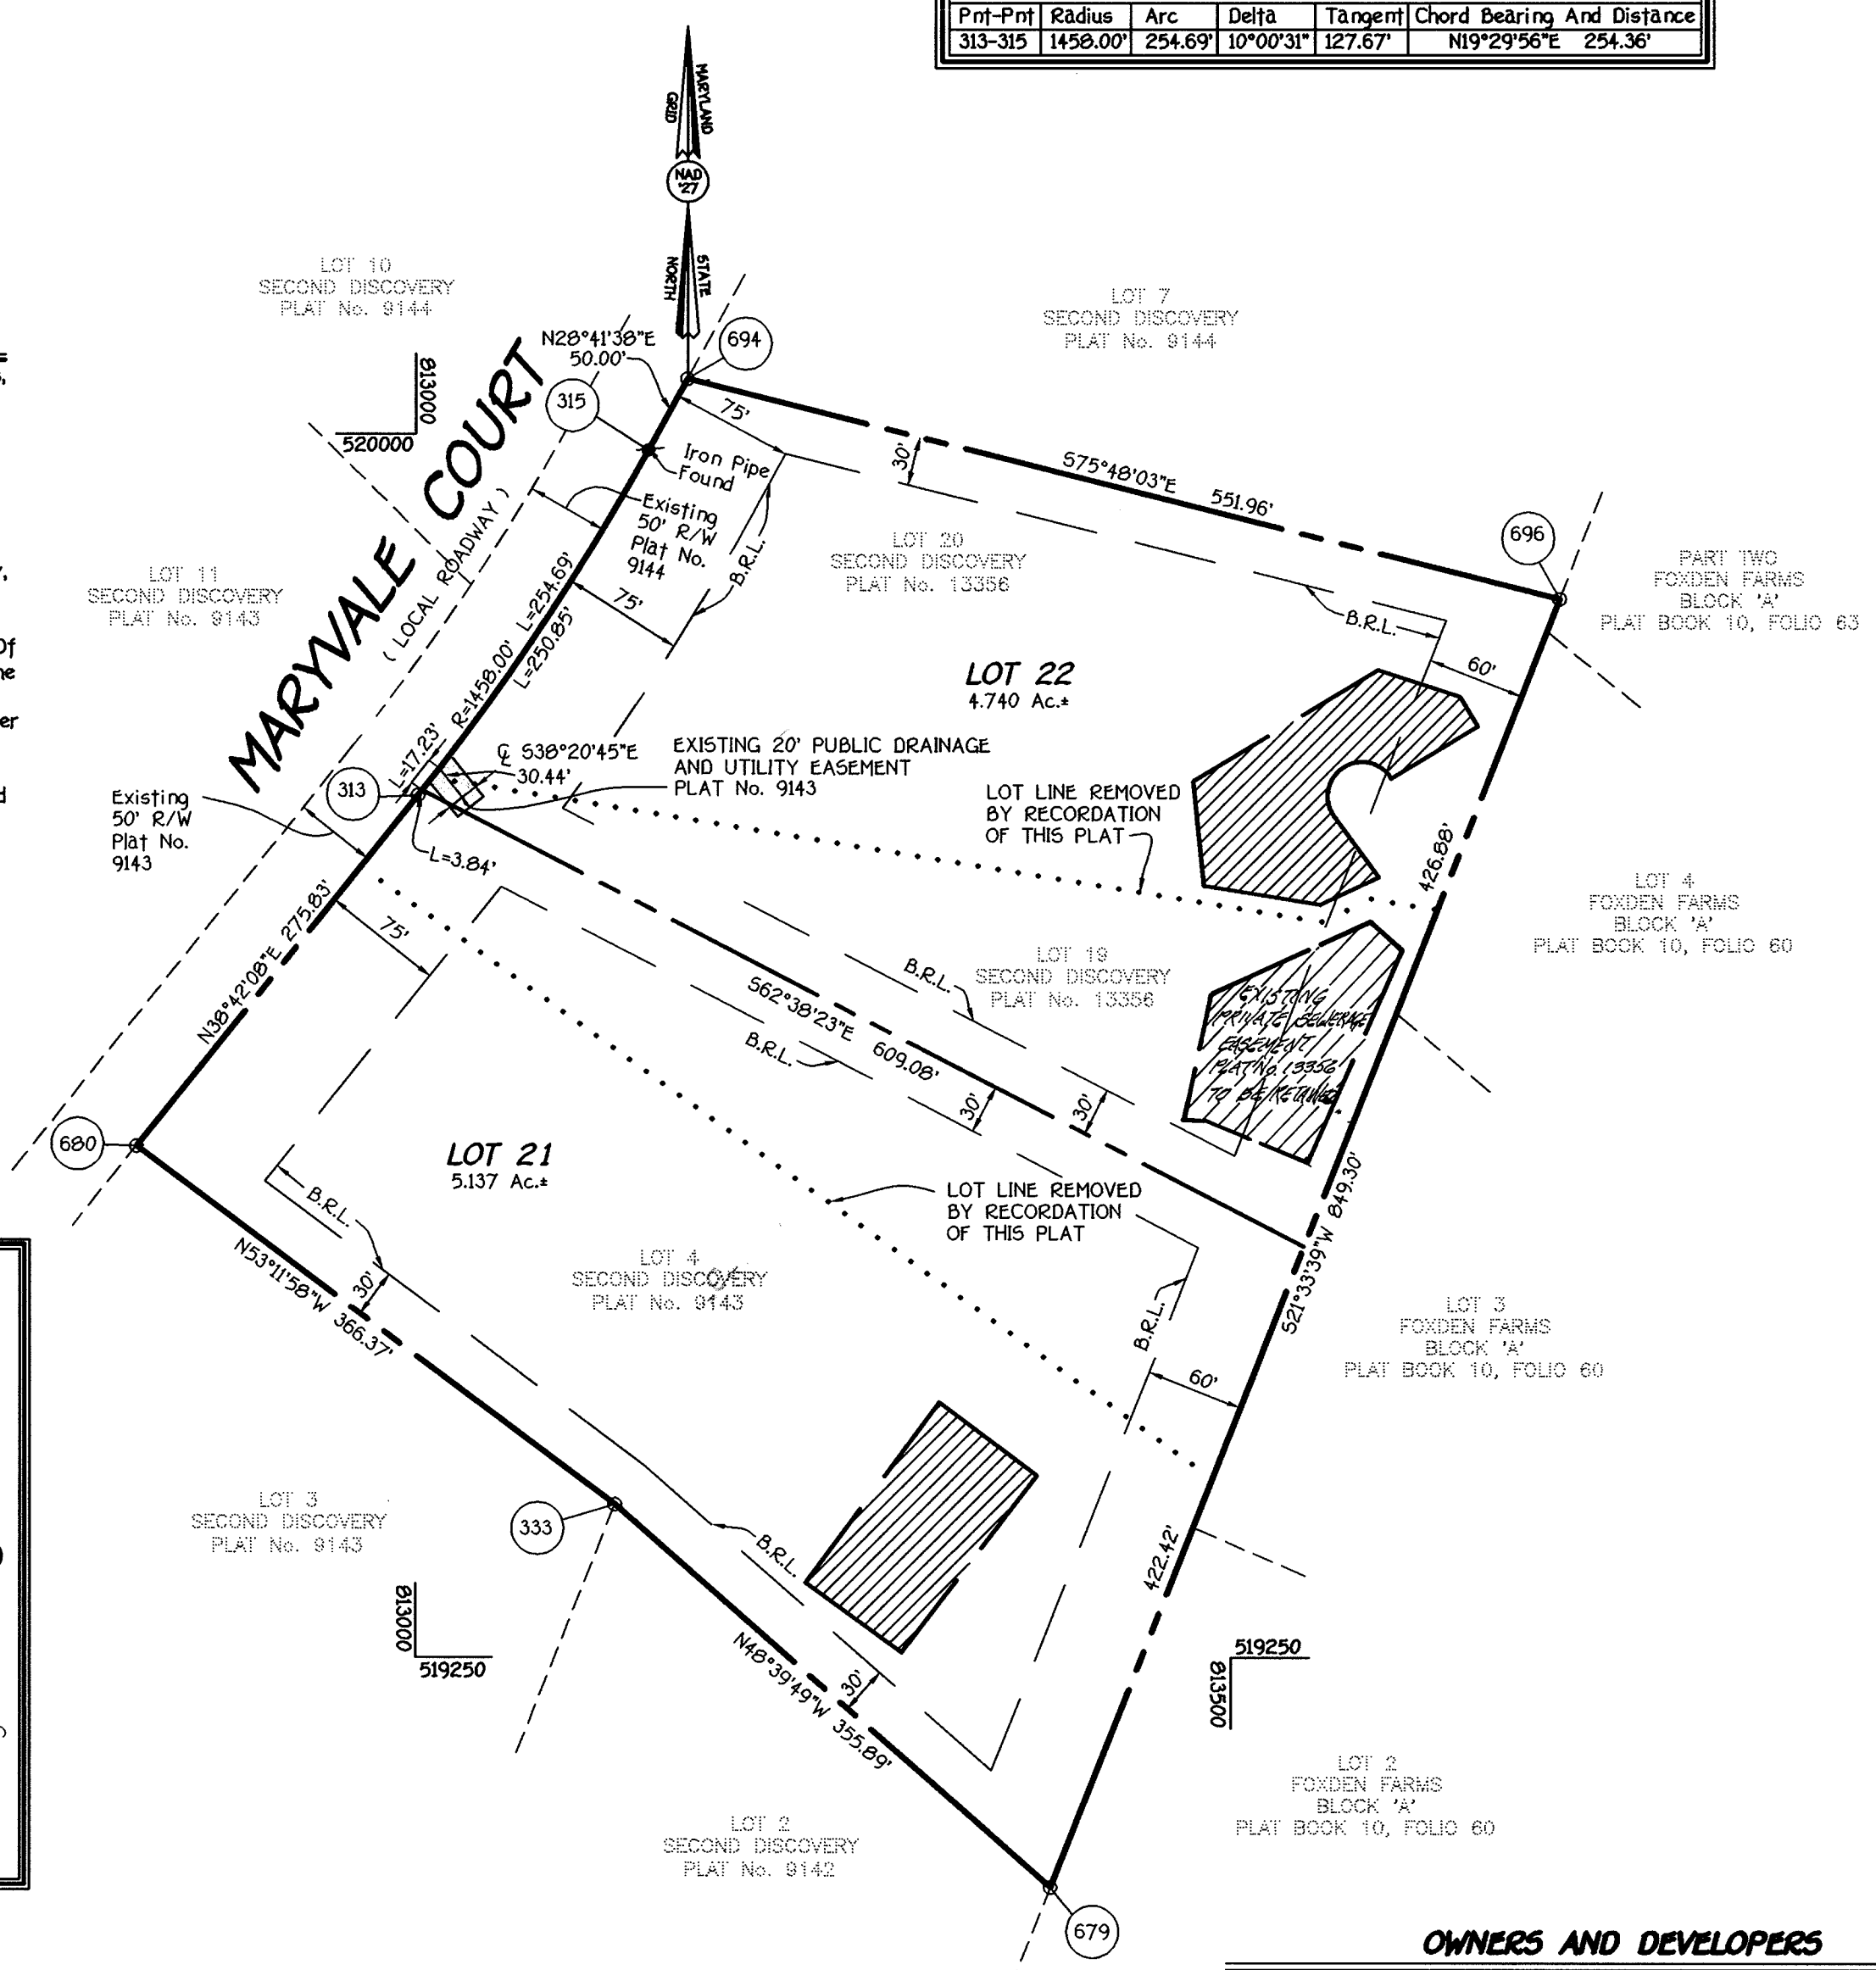 Pnt-Pnt Radius Arc Delta Tangent Chord Bearing And Distance
313-315 1458.00' 254.69' 10°00'31" 127.67' N19°29'56"E 254.36'
MARYLAND
GRID
NAD
'27
STATE
NORTH
LOT 10
SECOND DISCOVERY
PLAT No. 9144
LOT 7
SECOND DISCOVERY
PLAT No. 9144
N28°41'38"E
50.00'
694
315
813000
520000
MARYVALE COURT
( LOCAL ROADWAY )
75'
Iron Pipe
Found
30'
S75°48'03"E 551.96'
Existing
50' R/W
Plat No.
9144
B.R.L.
LOT 20
SECOND DISCOVERY
PLAT No. 13356
696
PART TWO
FOXDEN FARMS
BLOCK 'A'
PLAT BOOK 10, FOLIO 63
LOT 11
SECOND DISCOVERY
PLAT No. 9143
Of
75'
B.R.L.
60'
R=1458.00' L=254.69'
L=250.85'
LOT 22
4.740 Ac.±
L=17.23'
℄ S38°20'45"E
30.44'
EXISTING 20' PUBLIC DRAINAGE
AND UTILITY EASEMENT
PLAT No. 9143
LOT LINE REMOVED
BY RECORDATION
OF THIS PLAT
313
Existing
50' R/W
Plat No.
9143
L=3.84'
426.88'
LOT 4
FOXDEN FARMS
BLOCK 'A'
PLAT BOOK 10, FOLIO 60
75'
N38°42'08"E 275.83'
LOT 19
SECOND DISCOVERY
PLAT No. 13356
B.R.L.
S62°38'23"E 609.08'
B.R.L.
EXISTING
PRIVATE SEWERAGE
EASEMENT
PLAT No. 13356
TO BE RETAINED
30'
30'
680
LOT 21
5.137 Ac.±
LOT LINE REMOVED
BY RECORDATION
OF THIS PLAT
S21°33'39"W 849.30'
B.R.L.
N53°11'58"W 366.37'
30'
LOT 4
SECOND DISCOVERY
PLAT No. 9143
B.R.L.
60'
LOT 3
FOXDEN FARMS
BLOCK 'A'
PLAT BOOK 10, FOLIO 60
LOT 3
SECOND DISCOVERY
PLAT No. 9143
333
B.R.L.
422.42'
813000
519250
N48°39'49"W 355.89'
30'
519250
813500
LOT 2
FOXDEN FARMS
BLOCK 'A'
PLAT BOOK 10, FOLIO 60
LOT 2
SECOND DISCOVERY
PLAT No. 9142
679
OWNERS AND DEVELOPERS